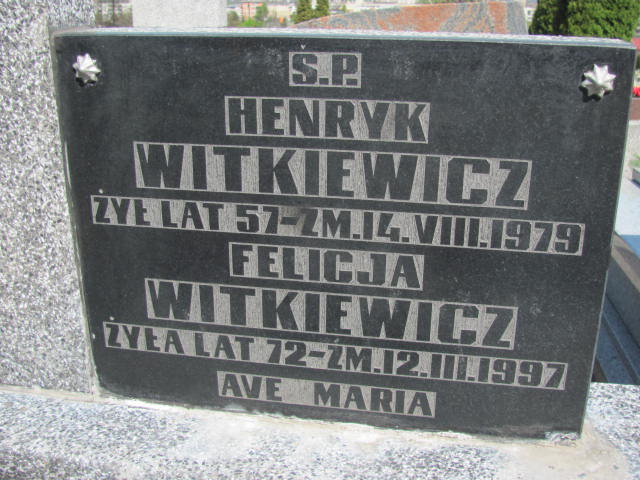 Ś.P.
HENRYK
WITKIEWICZ
ŻYŁ LAT 57-ZM.14.VIII.1979
FELICJA
WITKIEWICZ
ŻYŁA LAT 72-ZM.12.III.1997
AVE MARIA